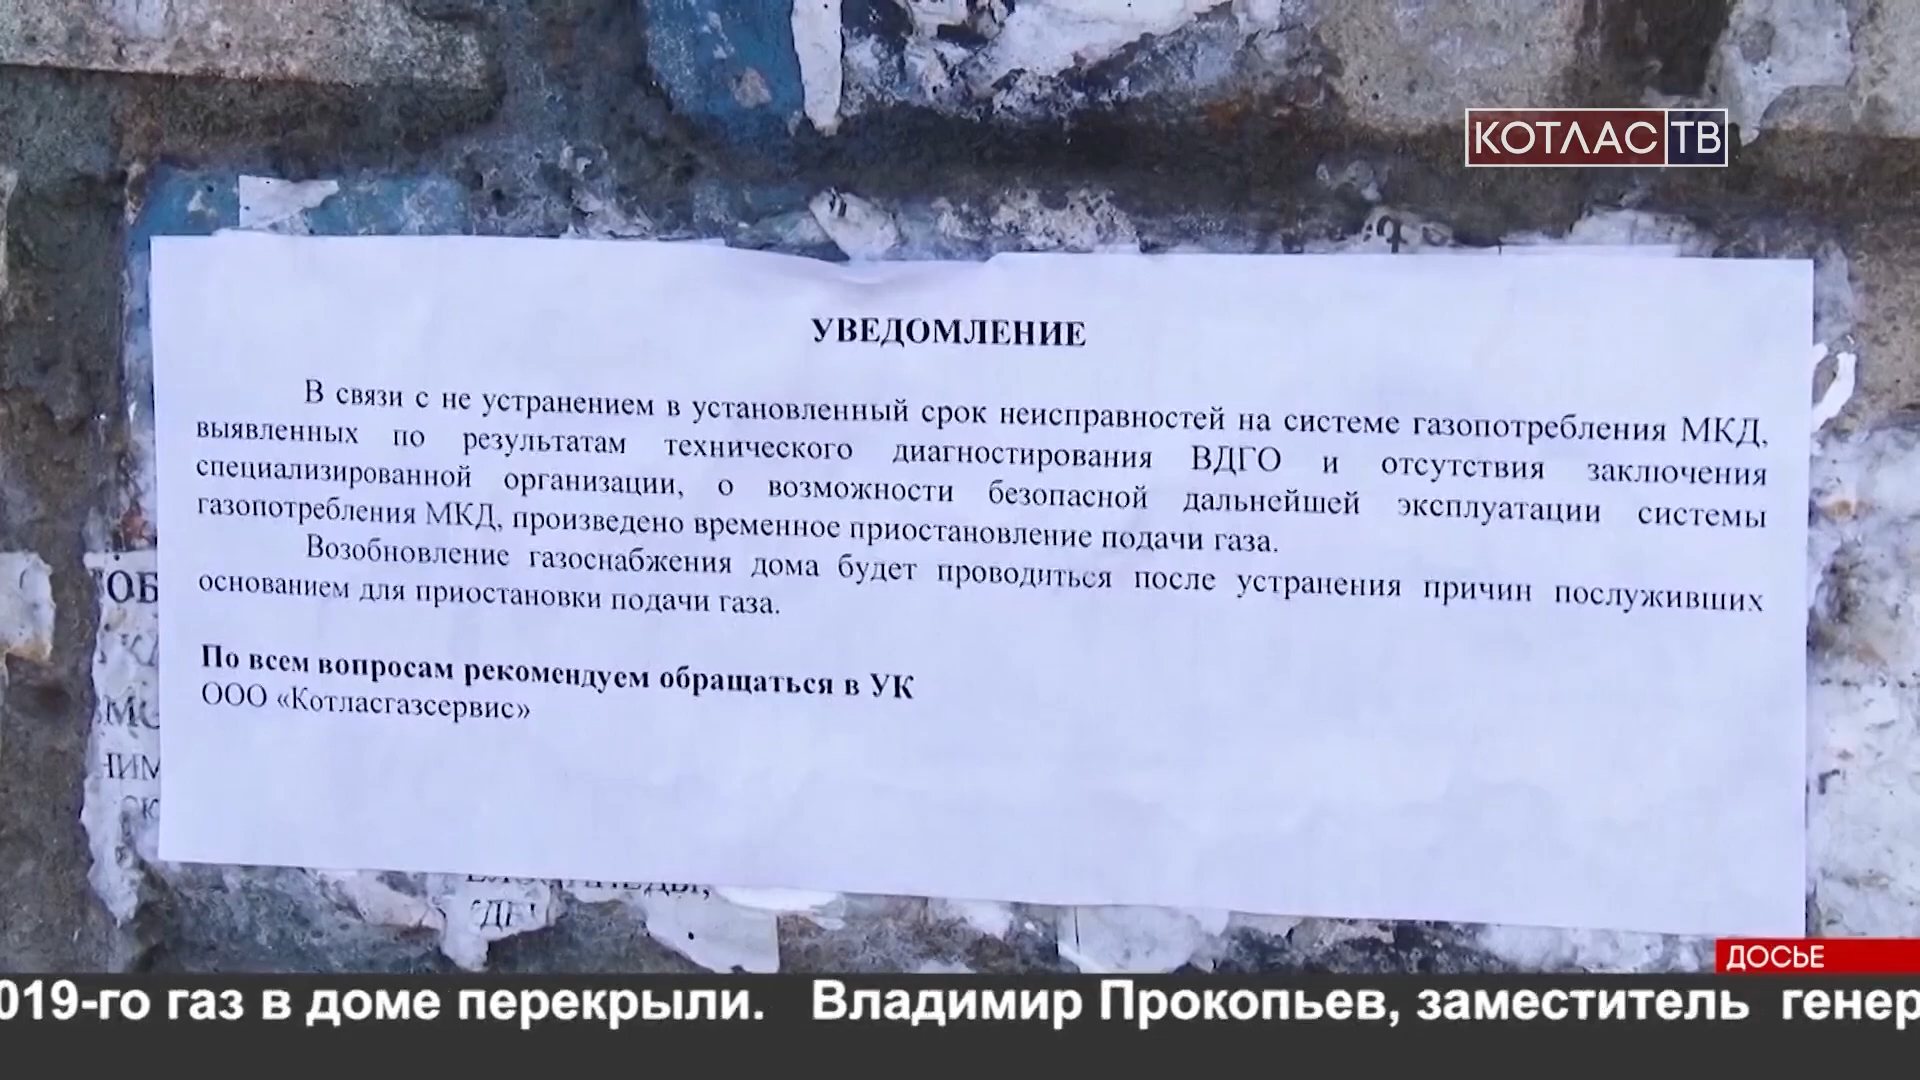 КОТЛАС ТВ
УВЕДОМЛЕНИЕ
В связи с не устранением в установленный срок неисправностей на системе газопотребления МКД,
выявленных по результатам технического диагностирования ВДГО и отсутствия заключения
специализированной организации, о возможности безопасной дальнейшей эксплуатации системы
газопотребления МКД, произведено временное приостановление подачи газа.
Возобновление газоснабжения дома будет проводиться после устранения причин послуживших
основанием для приостановки подачи газа.
По всем вопросам рекомендуем обращаться в УК
ООО «Котласгазсервис»
ДОСЬЕ
019-го газ в доме перекрыли. Владимир Прокопьев, заместитель генер